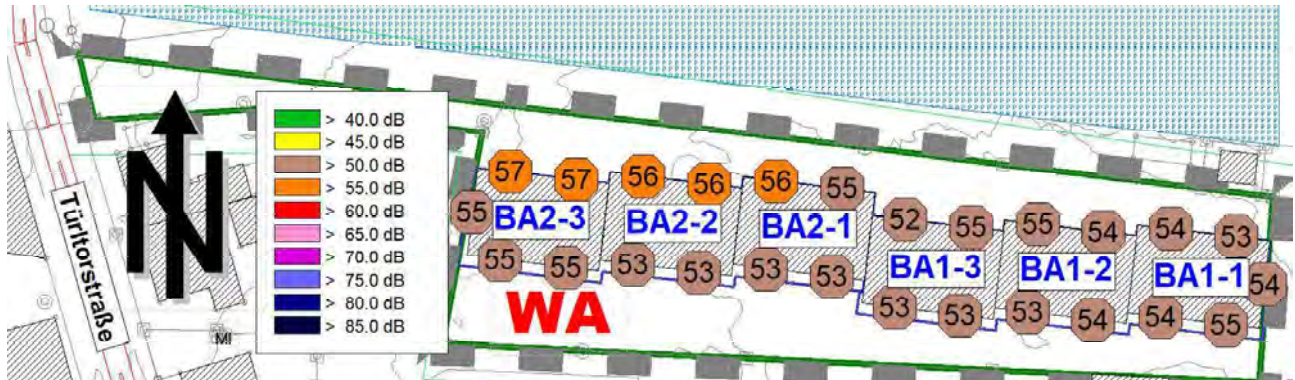 Türltorstraße
N
> 40.0 dB
> 45.0 dB
> 50.0 dB
> 55.0 dB
> 60.0 dB
> 65.0 dB
> 70.0 dB
> 75.0 dB
> 80.0 dB
> 85.0 dB
MI
57 57 56 56 56 55
55 BA2-3 BA2-2 BA2-1
55 55 53 53 53 53
WA
52 55 55 54 54 53
BA1-3 BA1-2 BA1-1 54
53 53 53 54 54 55